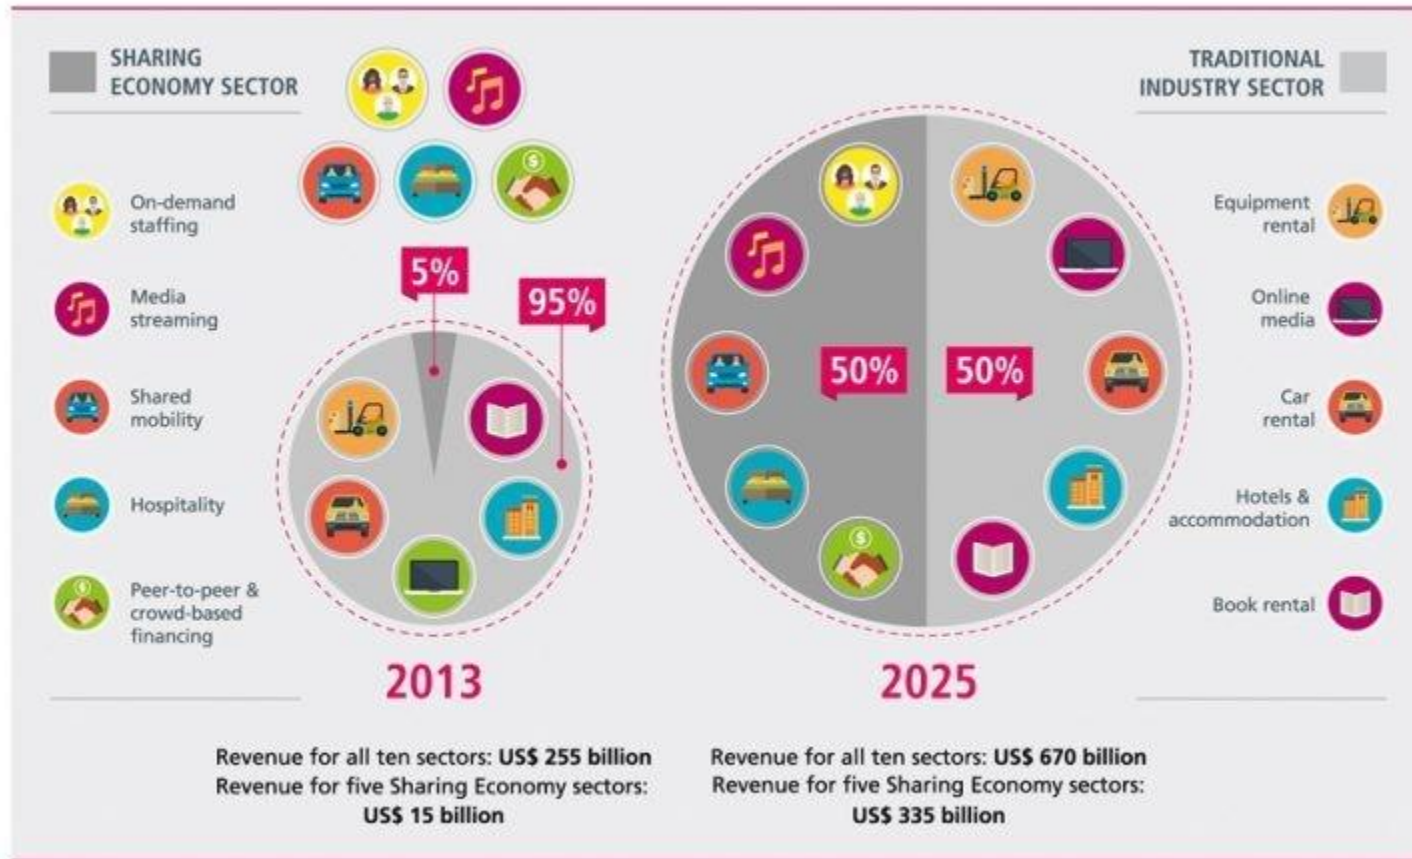 SHARING
ECONOMY SECTOR
On-demand
staffing
Media
streaming
Shared
mobility
Hospitality
Peer-to-peer &
crowd-based
financing
5%
95%
2013
Revenue for all ten sectors: US$ 255 billion
Revenue for five Sharing Economy sectors:
US$ 15 billion
50%
50%
2025
Revenue for all ten sectors: US$ 670 billion
Revenue for five Sharing Economy sectors:
US$ 335 billion
TRADITIONAL
INDUSTRY SECTOR
Equipment
rental
Online
media
Car
rental
Hotels &
accommodation
Book rental